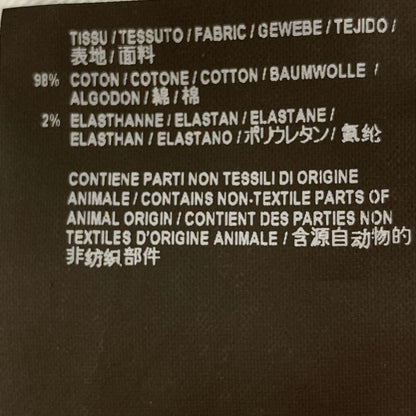 TISSU / TESSUTO / FABRIC / GEWEBE / TEJIDO /
表地 / 面料
98% COTON / COTONE / COTTON / BAUMWOLLE /
ALGODON / 綿 / 棉
2% ELASTHANNE / ELASTAN / ELASTANE /
ELASTHAN / ELASTANO / ポリウレタン / 氨纶
CONTIENE PARTI NON TESSILI DI ORIGINE
ANIMALE / CONTAINS NON-TEXTILE PARTS OF
ANIMAL ORIGIN / CONTIENT DES PARTIES NON
TEXTILES D'ORIGINE ANIMALE / 含源自动物的
非纺织部件